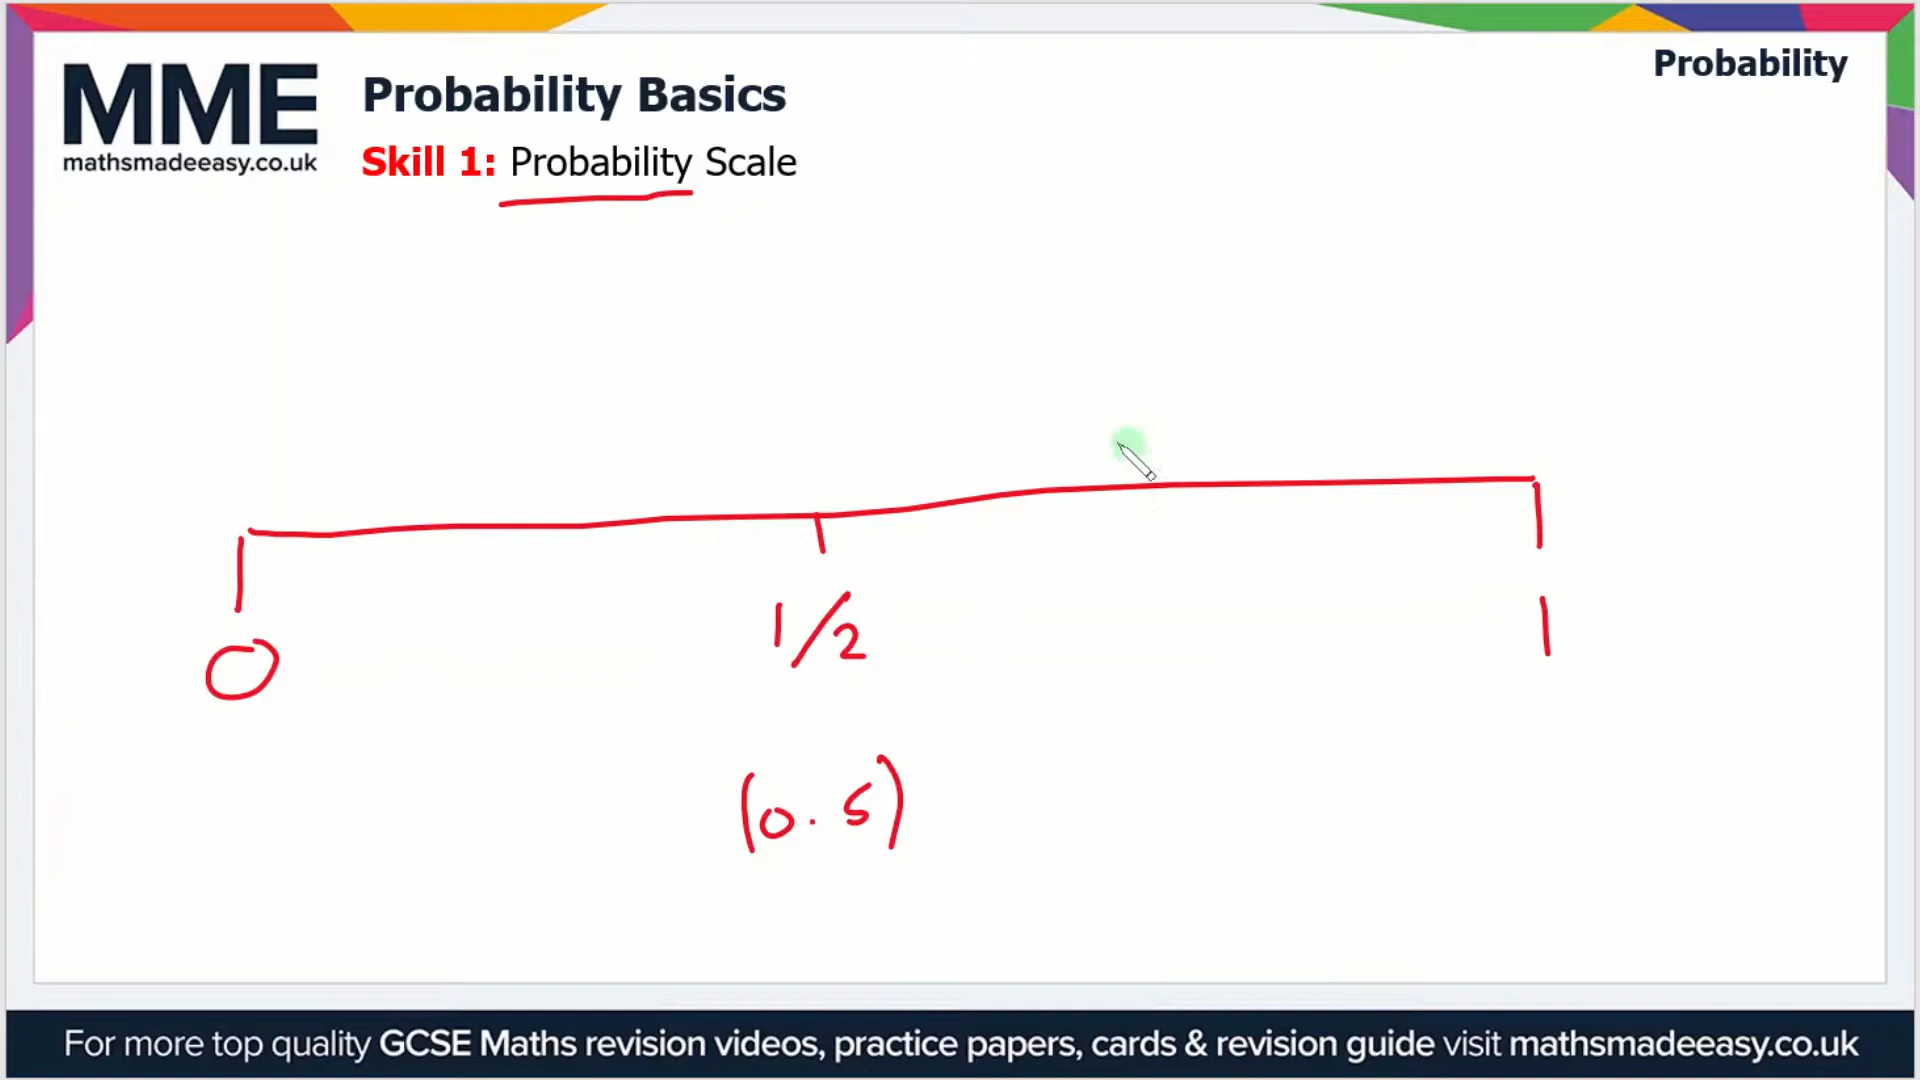 Probability
MME
mathsmadeeasy.co.uk
Probability Basics
Skill 1: Probability Scale
0
1/2
1
(0.5)
For more top quality GCSE Maths revision videos, practice papers, cards & revision guide visit mathsmadeeasy.co.uk